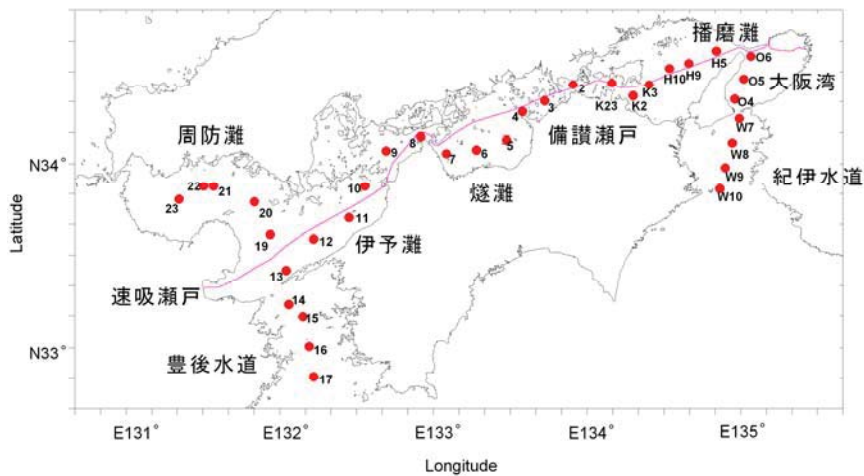 播磨灘
H5
O6
H9
H10
大阪湾
O5
2
K3
K23
K2
O4
3
4
備讃瀬戸
W7
周防灘
8
5
9
7
6
W8
燧灘
W9
紀伊水道
N34°
22
21
10
W10
23
20
11
19
12
伊予灘
13
速吸瀬戸
14
15
豊後水道
16
17
N33°
Latitude
E131°
E132°
E133°
E134°
E135°
Longitude